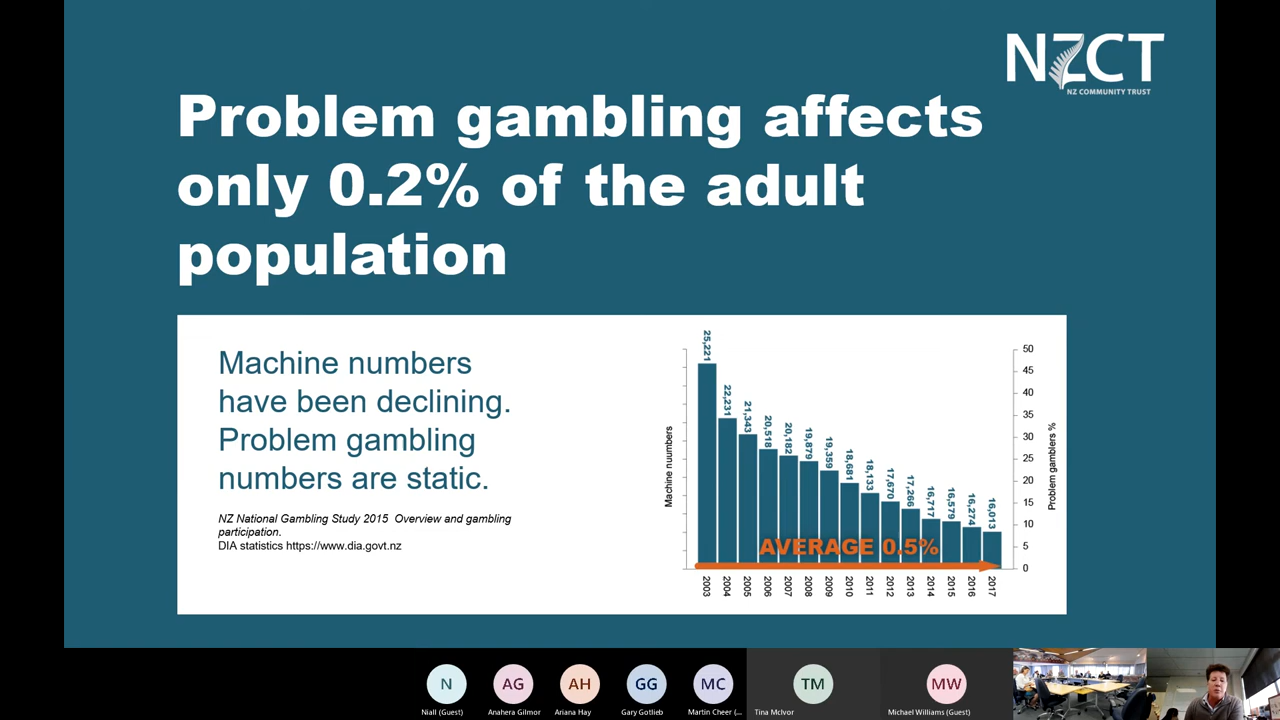 NZCT
NZ COMMUNITY TRUST
Problem gambling affects
only 0.2% of the adult
population
Machine numbers
have been declining.
Problem gambling
numbers are static.
NZ National Gambling Study 2015 Overview and gambling
participation.
DIA statistics https://www.dia.govt.nz
Machine nuumbers
25,221
22,231
21,343
20,518
20,182
19,879
19,359
18,681
18,133
17,670
17,266
16,717
16,579
16,274
16,013
AVERAGE 0.5%
2003
2004
2005
2006
2007
2008
2009
2010
2011
2012
2013
2014
2015
2016
2017
50
45
40
35
30
25
20
15
10
5
0
Problem gamblers %
N
AG
AH
GG
MC
TM
MW
Niall (Guest)
Anahera Gilmor
Ariana Hay
Gary Gotlieb
Martin Cheer (...
Tina McIvor
Michael Williams (Guest)